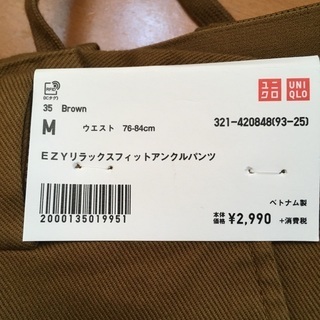 RFID
35 Brown
ユニクロ UNIQLO
M ウエスト 76-84cm
321-420848(93-25)
EZYリラックスフィットアンクルパンツ
ベトナム製
2000135019951
本体価格 ¥2,990 +消費税